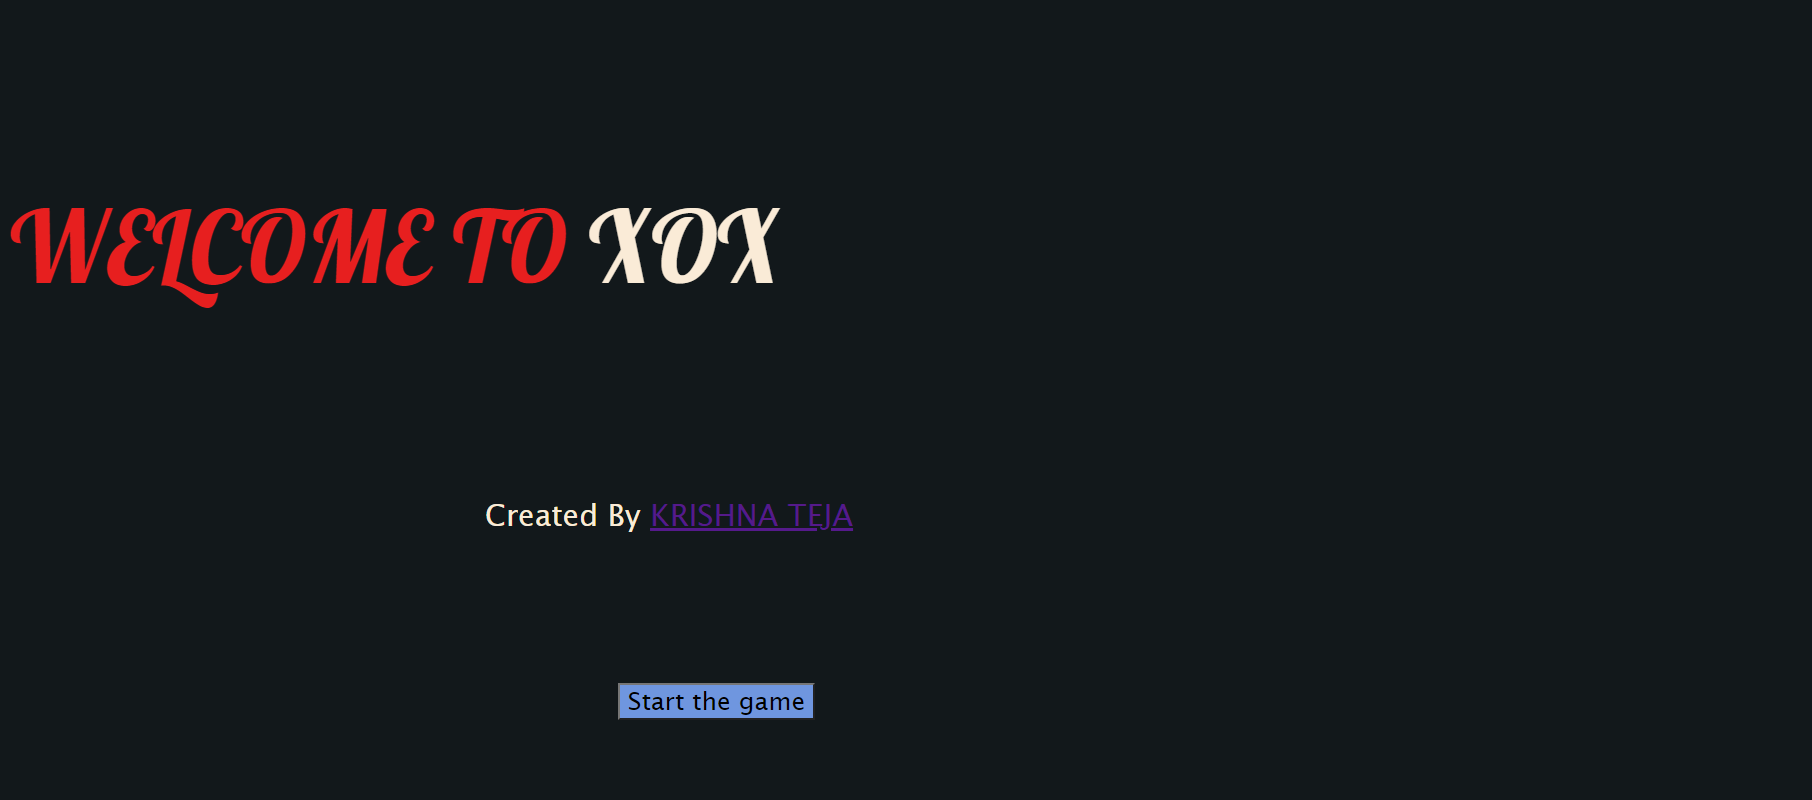 WELCOME TO XOX
Created By KRISHNA TEJA
Start the game